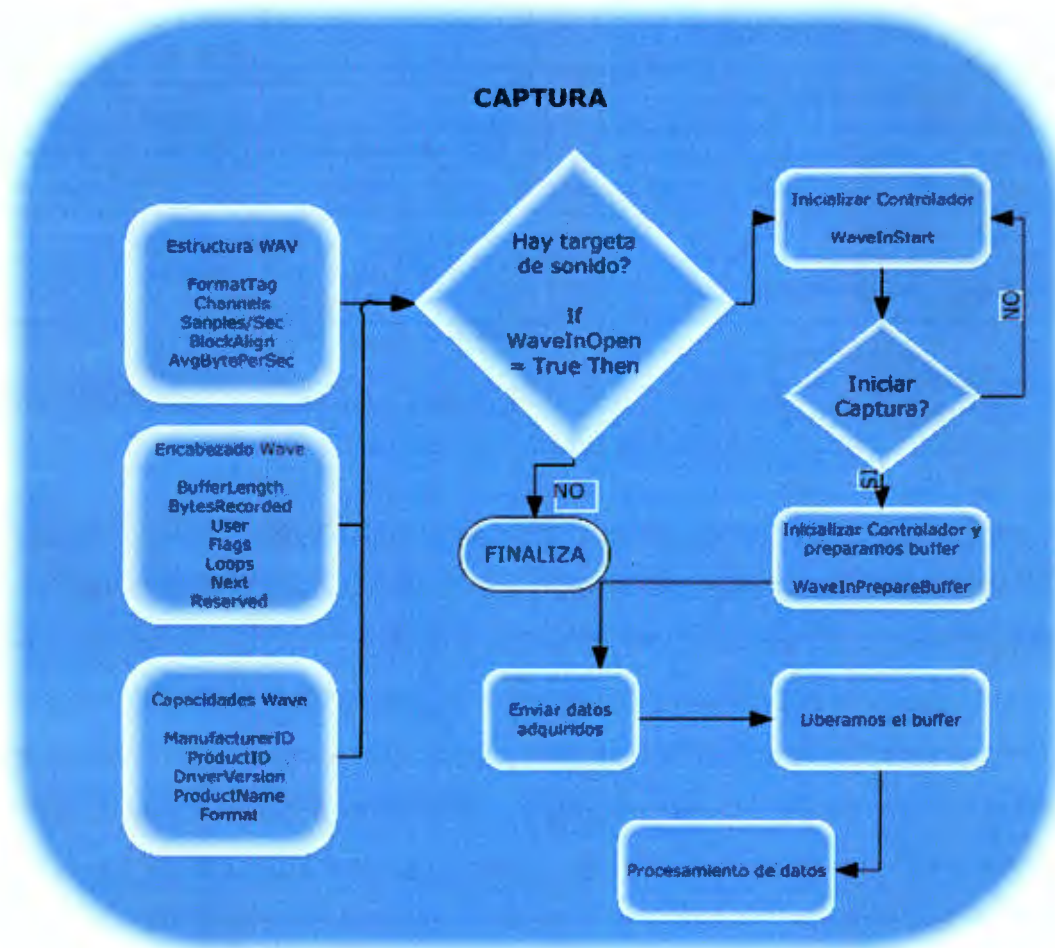 CAPTURA
Estructura WAV
FormatTag
Channels
Sanples/Sec
BlockAlign
AvgBytePerSec
Encabezado Wave
BufferLength
BytesRecorded
User
Flags
Loops
Next
Reserved
Capacidades Wave
ManufacturerID
ProductID
DriverVersion
ProductName
Format
Hay targeta
de sonido?
If
WaveInOpen
= True Then
NO
FINALIZA
Inicializar Controlador
WaveInStart
NO
Iniciar
Captura?
SI
Inicializar Controlador y
preparamos buffer
WaveInPrepareBuffer
Enviar datos
adquiridos
Liberamos el buffer
Procesamiento de datos